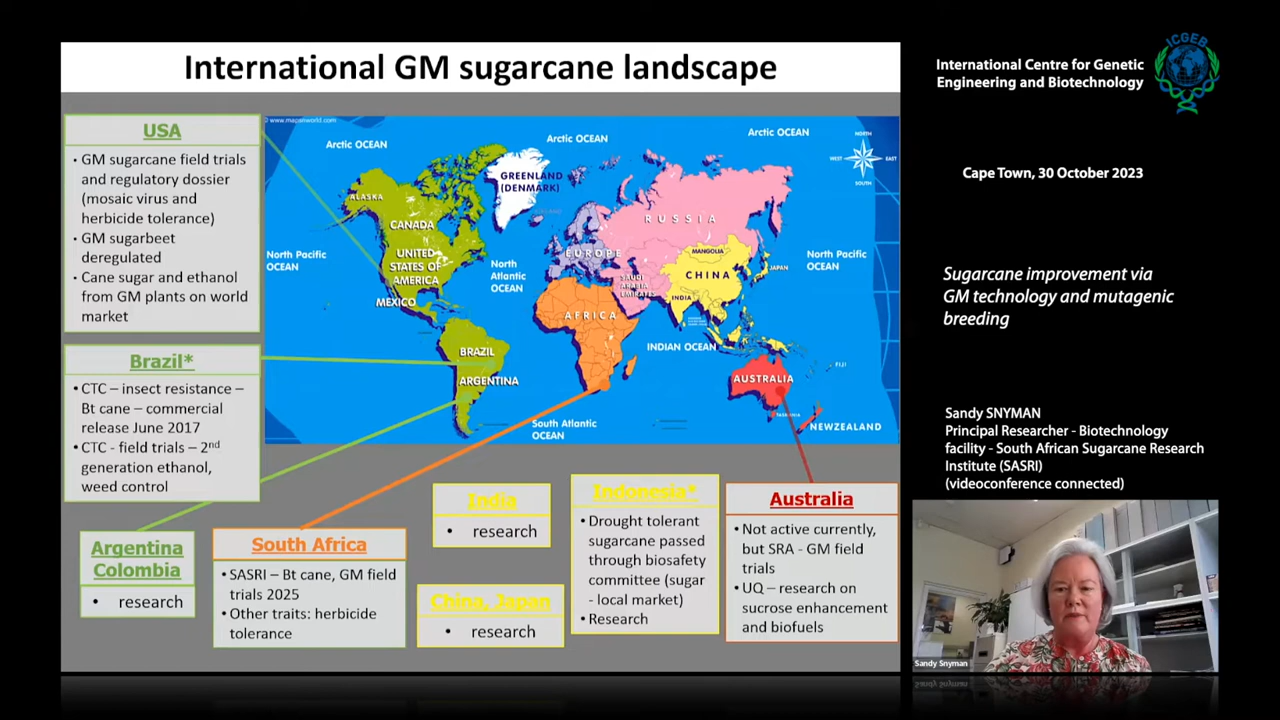 International GM sugarcane landscape
USA
• GM sugarcane field trials
and regulatory dossier
(mosaic virus and
herbicide tolerance)
• GM sugarbeet
deregulated
• Cane sugar and ethanol
from GM plants on world
market
Brazil*
• CTC – insect resistance –
Bt cane – commercial
release June 2017
• CTC - field trials – 2nd
generation ethanol,
weed control
Argentina
Colombia
• research
South Africa
• SASRI – Bt cane, GM field
trials 2025
• Other traits: herbicide
tolerance
India
• research
China, Japan
• research
Indonesia*
• Drought tolerant
sugarcane passed
through biosafety
committee (sugar
- local market)
• Research
Australia
• Not active currently,
but SRA - GM field
trials
• UQ – research on
sucrose enhancement
and biofuels
Arctic OCEAN
Arctic OCEAN
Arctic OCEAN
NORTH
WEST
EAST
SOUTH
GREENLAND
(DENMARK)
ICELAND
ALASKA
CANADA
RUSSIA
UNITED
STATES OF
AMERICA
North Pacific
OCEAN
North
Atlantic
OCEAN
EUROPE
MANGOLIA
CHINA
JAPAN
North Pacific
OCEAN
SAUDI
ARABIA
EMIRATES
MEXICO
INDIA
AFRICA
BRAZIL
INDIAN OCEAN
ARGENTINA
AUSTRALIA
FIJI
TASMANIA
South Atlantic
OCEAN
NEWZEALAND
International Centre for Genetic
Engineering and Biotechnology
ICGEB
Cape Town, 30 October 2023
Sugarcane improvement via
GM technology and mutagenic
breeding
Sandy SNYMAN
Principal Researcher - Biotechnology
facility - South African Sugarcane Research
Institute (SASRI)
(videoconference connected)
Sandy Snyman